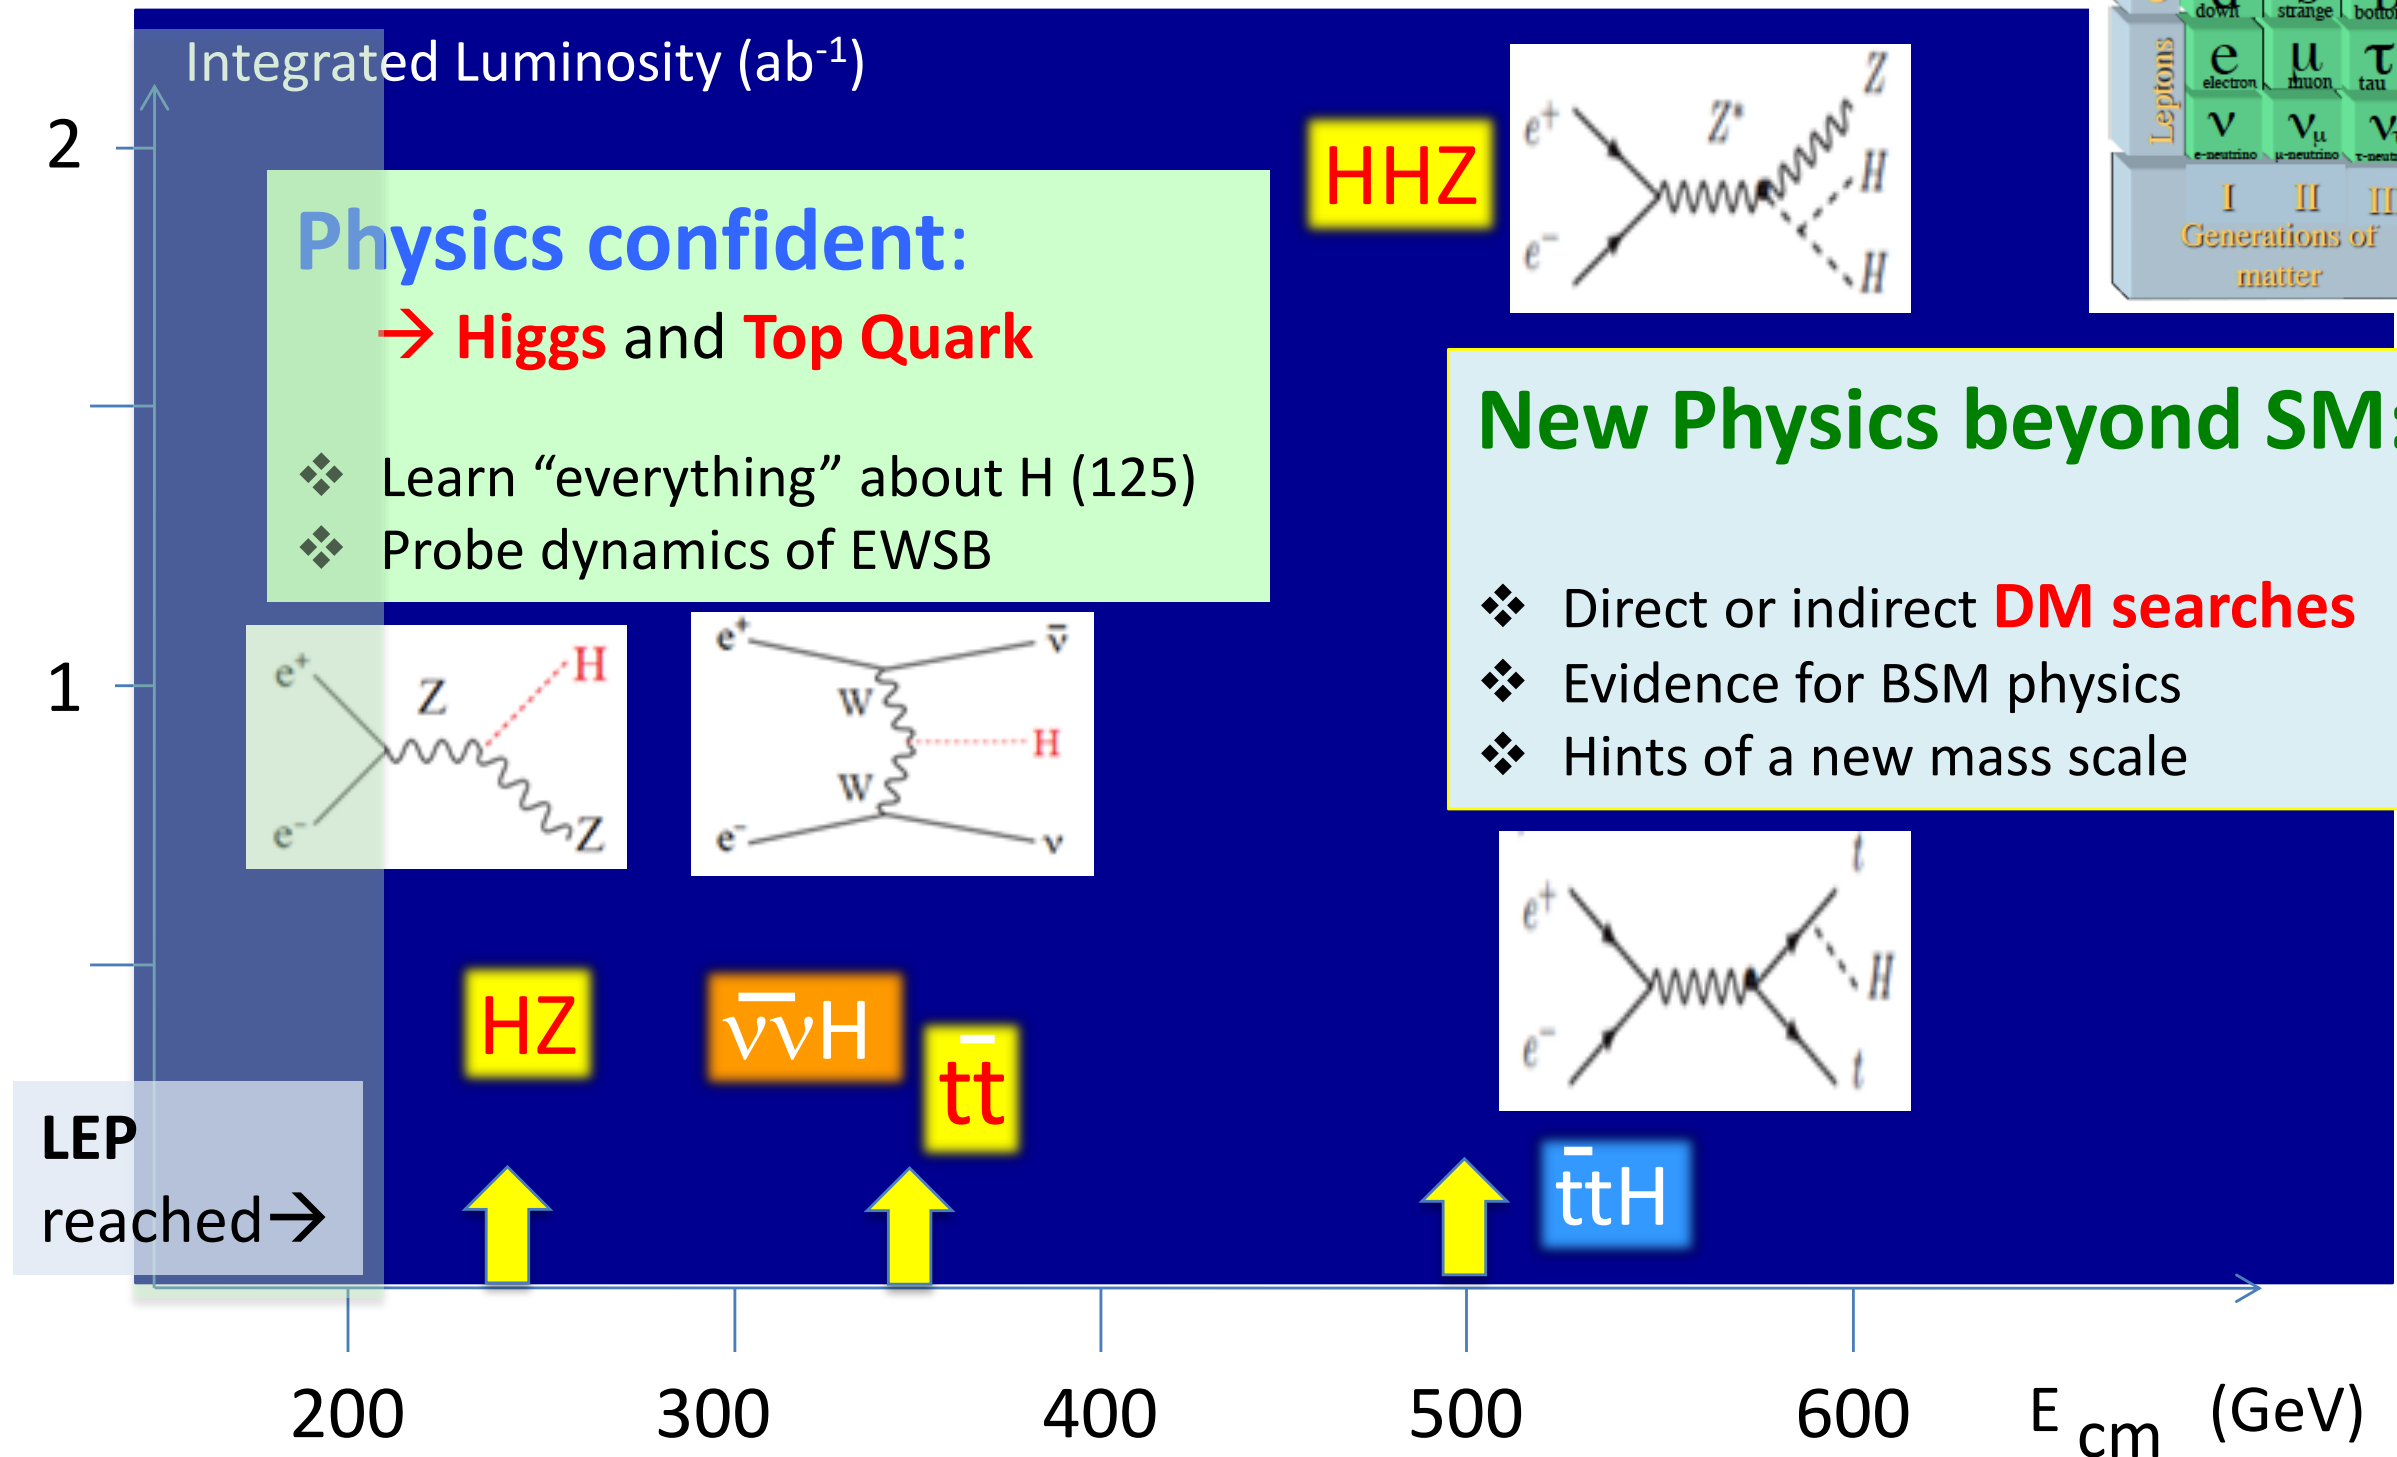 Integrated Luminosity (ab⁻¹)
2
1
Physics confident:
→ Higgs and Top Quark
❖ Learn “everything” about H (125)
❖ Probe dynamics of EWSB
HHZ
e⁺
e⁻
Z*
Z
H
H
down strange
Leptons
e μ τ
electron muon tau
ν ν_μ
e-neutrino μ-neutrino
I II
Generations of
matter
New Physics beyond SM:
❖ Direct or indirect DM searches
❖ Evidence for BSM physics
❖ Hints of a new mass scale
e⁺
e⁻
Z
H
Z
e⁺
e⁻
W
W
ν̄
H
ν
e⁺
e⁻
t
H
t
HZ
ν̄ν̄H
tt̄
t̄tH
LEP
reached→
200 300 400 500 600 E cm (GeV)